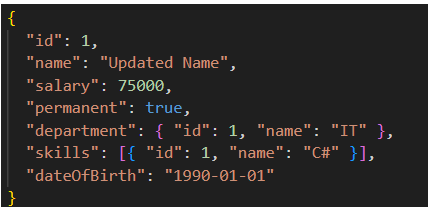 {
  "id": 1,
  "name": "Updated Name",
  "salary": 75000,
  "permanent": true,
  "department": { "id": 1, "name": "IT" },
  "skills": [{ "id": 1, "name": "C#" }],
  "dateOfBirth": "1990-01-01"
}